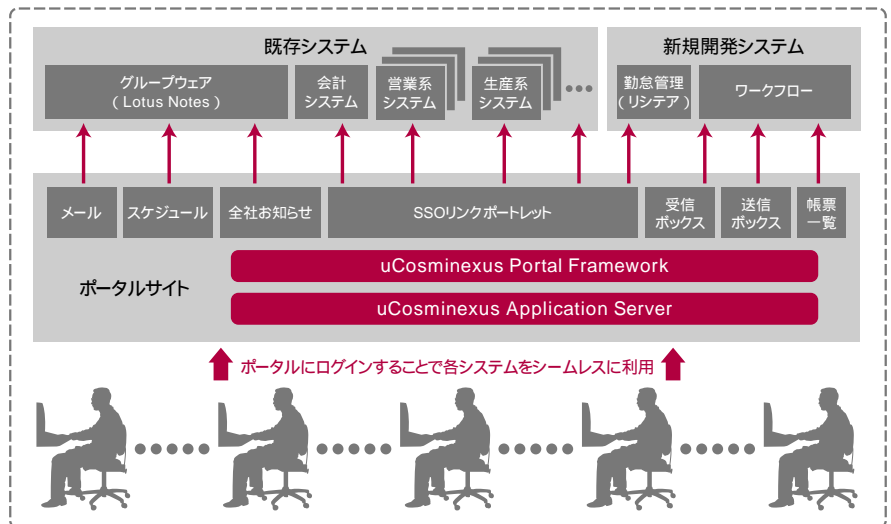 既存システム
新規開発システム
グループウェア
（Lotus Notes）
会計
システム
営業系
システム
生産系
システム
勤怠管理
（リシテア）
ワークフロー
メール
スケジュール
全社お知らせ
SSOリンクポートレット
受信
ボックス
送信
ボックス
帳票
一覧
ポータルサイト
uCosminexus Portal Framework
uCosminexus Application Server
ポータルにログインすることで各システムをシームレスに利用